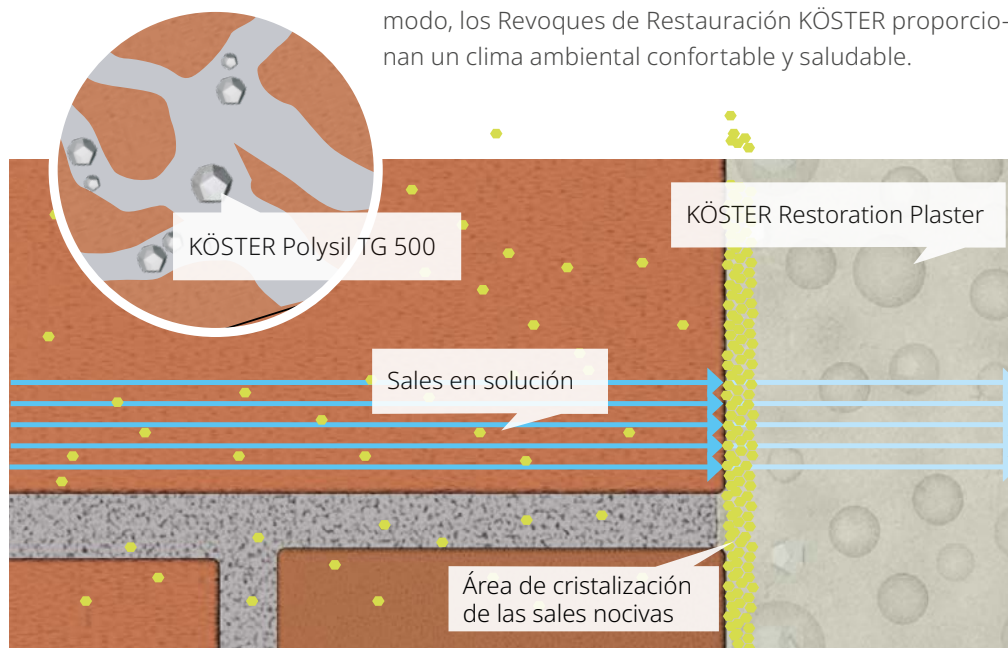 modo, los Revoques de Restauración KÖSTER proporcio-
nan un clima ambiental confortable y saludable.
KÖSTER Polysil TG 500
KÖSTER Restoration Plaster
Sales en solución
Área de cristalización
de las sales nocivas